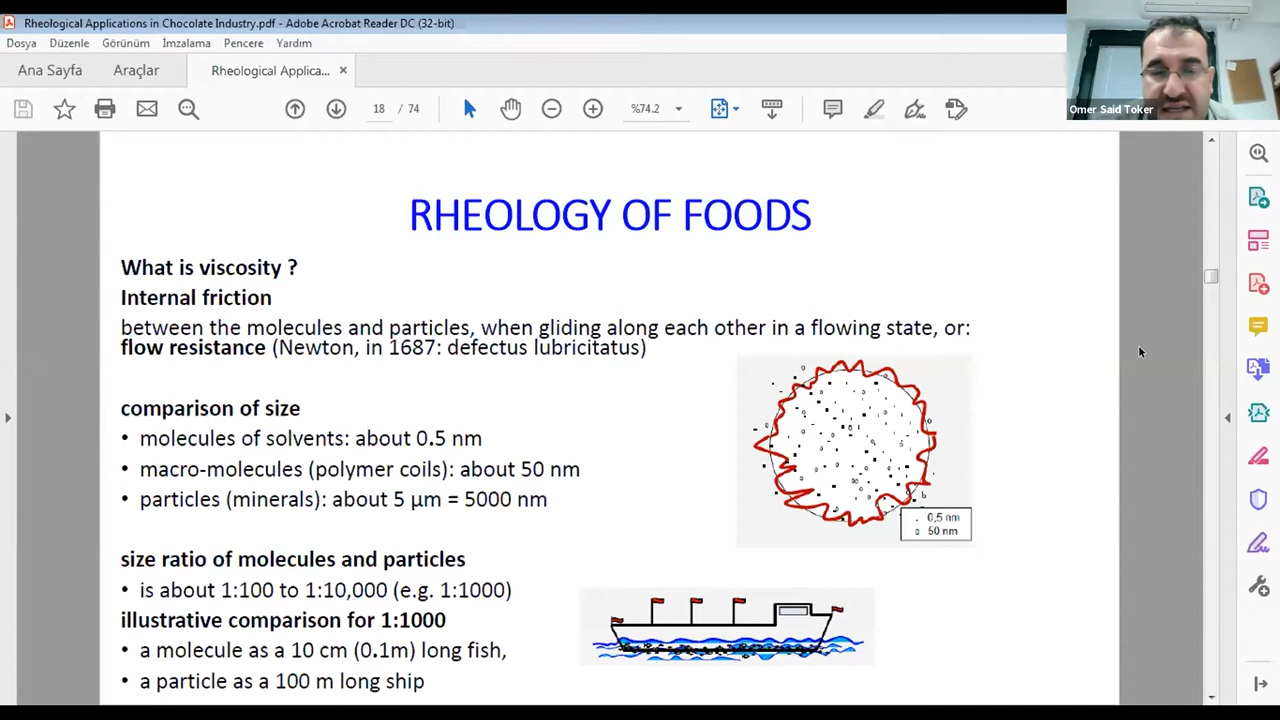 Rheological Applications in Chocolate Industry.pdf - Adobe Acrobat Reader DC (32-bit)
Dosya Düzenle Görünüm İmzalama Pencere Yardım
Ana Sayfa Araçlar Rheological Applica... ×
18 / 74 %74.2
Omer Said Toker
RHEOLOGY OF FOODS
What is viscosity ?
Internal friction
between the molecules and particles, when gliding along each other in a flowing state, or:
flow resistance (Newton, in 1687: defectus lubricitatus)
comparison of size
• molecules of solvents: about 0.5 nm
• macro-molecules (polymer coils): about 50 nm
• particles (minerals): about 5 µm = 5000 nm
. 0,5 nm
o 50 nm
size ratio of molecules and particles
• is about 1:100 to 1:10,000 (e.g. 1:1000)
illustrative comparison for 1:1000
• a molecule as a 10 cm (0.1m) long fish,
• a particle as a 100 m long ship